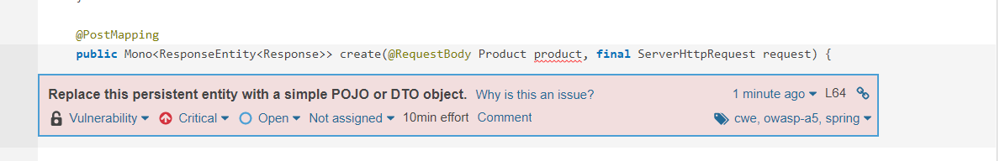 @PostMapping
public Mono<ResponseEntity<Response>> create(@RequestBody Product product, final ServerHttpRequest request) {
Replace this persistent entity with a simple POJO or DTO object. Why is this an issue? 1 minute ago L64
Vulnerability Critical Open Not assigned 10min effort Comment cwe, owasp-a5, spring